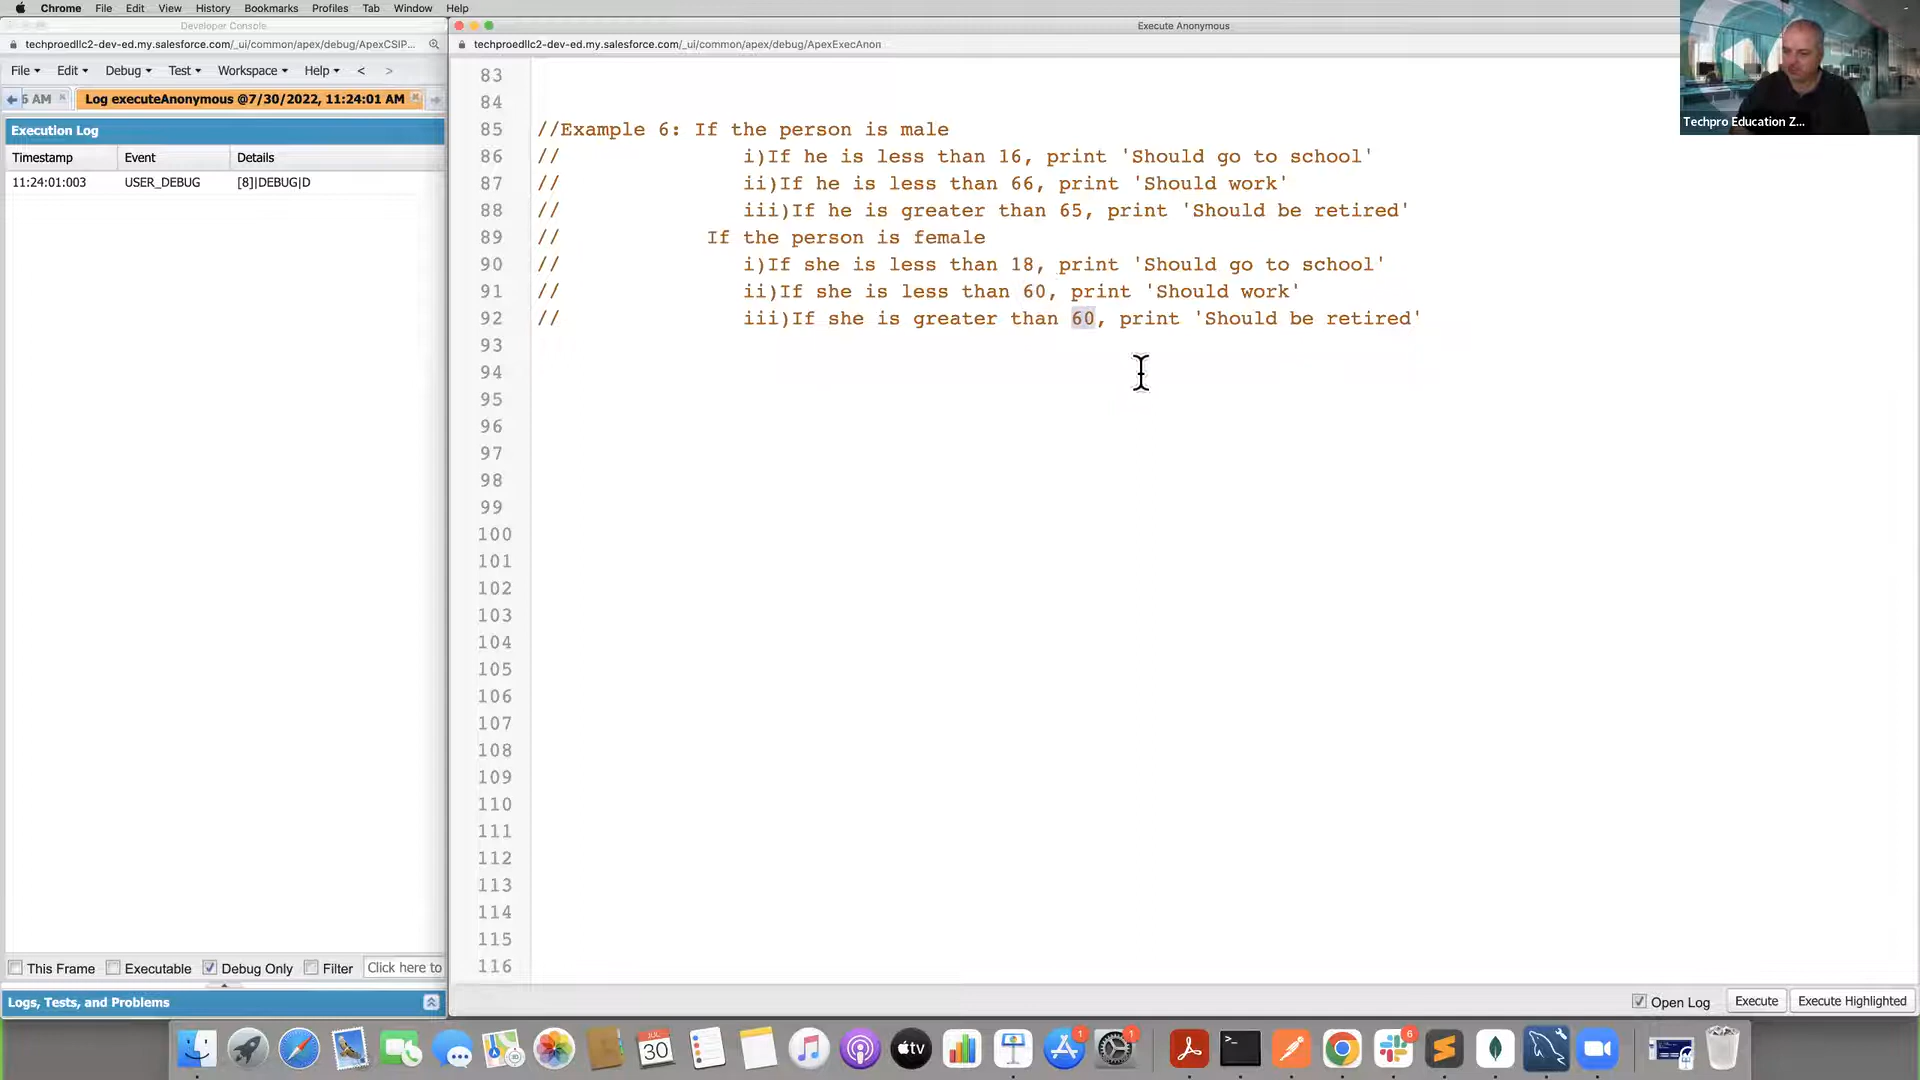 Chrome File Edit View History Bookmarks Profiles Tab Window Help
Developer Console
techproedllc2-dev-ed.my.salesforce.com/_ui/common/apex/debug/ApexCSIP...
File Edit Debug Test Workspace Help < >
5 AM
Log executeAnonymous @7/30/2022, 11:24:01 AM
Execution Log
Timestamp Event Details
11:24:01:003 USER_DEBUG [8]|DEBUG|D
This Frame Executable Debug Only Filter Click here to
Logs, Tests, and Problems
Execute Anonymous
techproedllc2-dev-ed.my.salesforce.com/_ui/common/apex/debug/ApexExecAnon
83
84
85 //Example 6: If the person is male
86 // i)If he is less than 16, print 'Should go to school'
87 // ii)If he is less than 66, print 'Should work'
88 // iii)If he is greater than 65, print 'Should be retired'
89 // If the person is female
90 // i)If she is less than 18, print 'Should go to school'
91 // ii)If she is less than 60, print 'Should work'
92 // iii)If she is greater than 60, print 'Should be retired'
93
94
95
96
97
98
99
100
101
102
103
104
105
106
107
108
109
110
111
112
113
114
115
116
Open Log Execute Execute Highlighted
Techpro Education Z...
JUL
30
tv
1
1
6